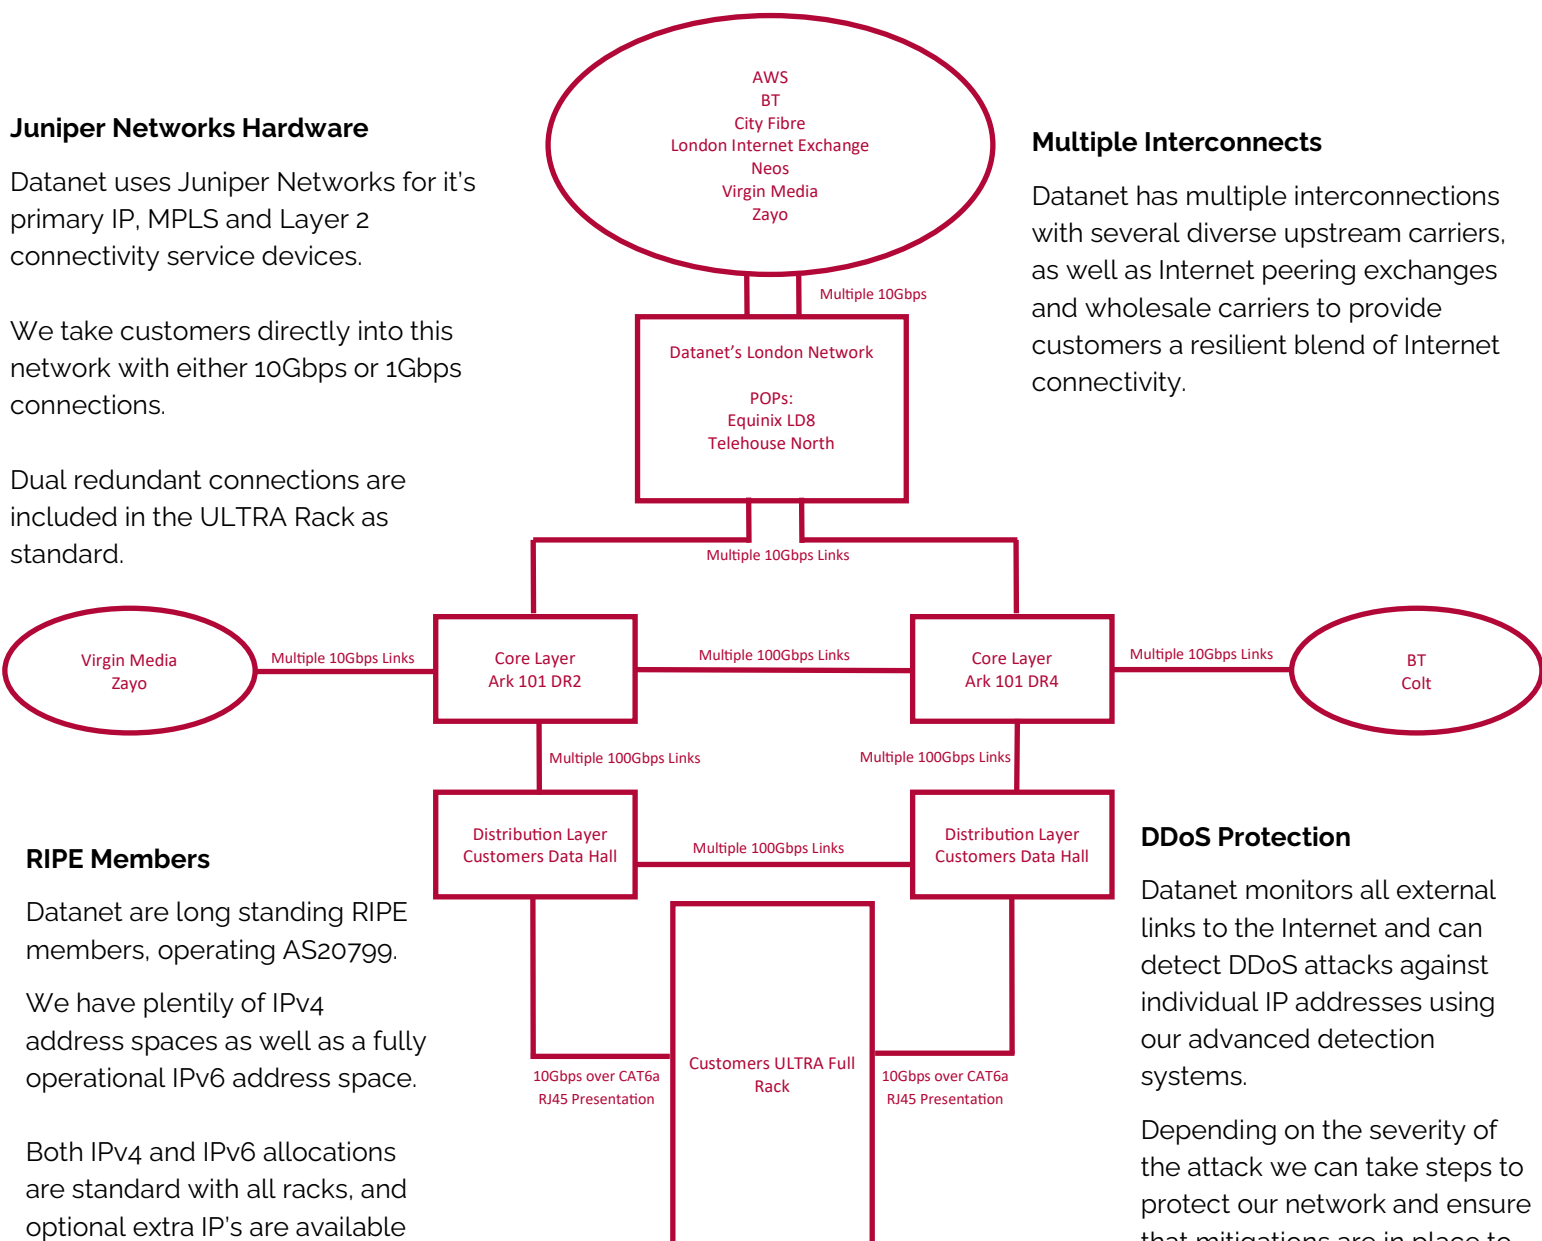 AWS
BT
City Fibre
London Internet Exchange
Neos
Virgin Media
Zayo
Juniper Networks Hardware
Datanet uses Juniper Networks for it's
primary IP, MPLS and Layer 2
connectivity service devices.
We take customers directly into this
network with either 10Gbps or 1Gbps
connections.
Dual redundant connections are
included in the ULTRA Rack as
standard.
Multiple Interconnects
Datanet has multiple interconnections
with several diverse upstream carriers,
as well as Internet peering exchanges
and wholesale carriers to provide
customers a resilient blend of Internet
connectivity.
Multiple 10Gbps
Datanet's London Network
POPs:
Equinix LD8
Telehouse North
Multiple 10Gbps Links
Virgin Media
Zayo
Multiple 10Gbps Links
Core Layer
Ark 101 DR2
Multiple 100Gbps Links
Core Layer
Ark 101 DR4
Multiple 10Gbps Links
BT
Colt
Multiple 100Gbps Links
Multiple 100Gbps Links
Distribution Layer
Customers Data Hall
Multiple 100Gbps Links
Distribution Layer
Customers Data Hall
RIPE Members
Datanet are long standing RIPE
members, operating AS20799.
We have plentily of IPv4
address spaces as well as a fully
operational IPv6 address space.
Both IPv4 and IPv6 allocations
are standard with all racks, and
optional extra IP's are available
10Gbps over CAT6a
RJ45 Presentation
Customers ULTRA Full
Rack
10Gbps over CAT6a
RJ45 Presentation
DDoS Protection
Datanet monitors all external
links to the Internet and can
detect DDoS attacks against
individual IP addresses using
our advanced detection
systems.
Depending on the severity of
the attack we can take steps to
protect our network and ensure
that mitigations are in place to